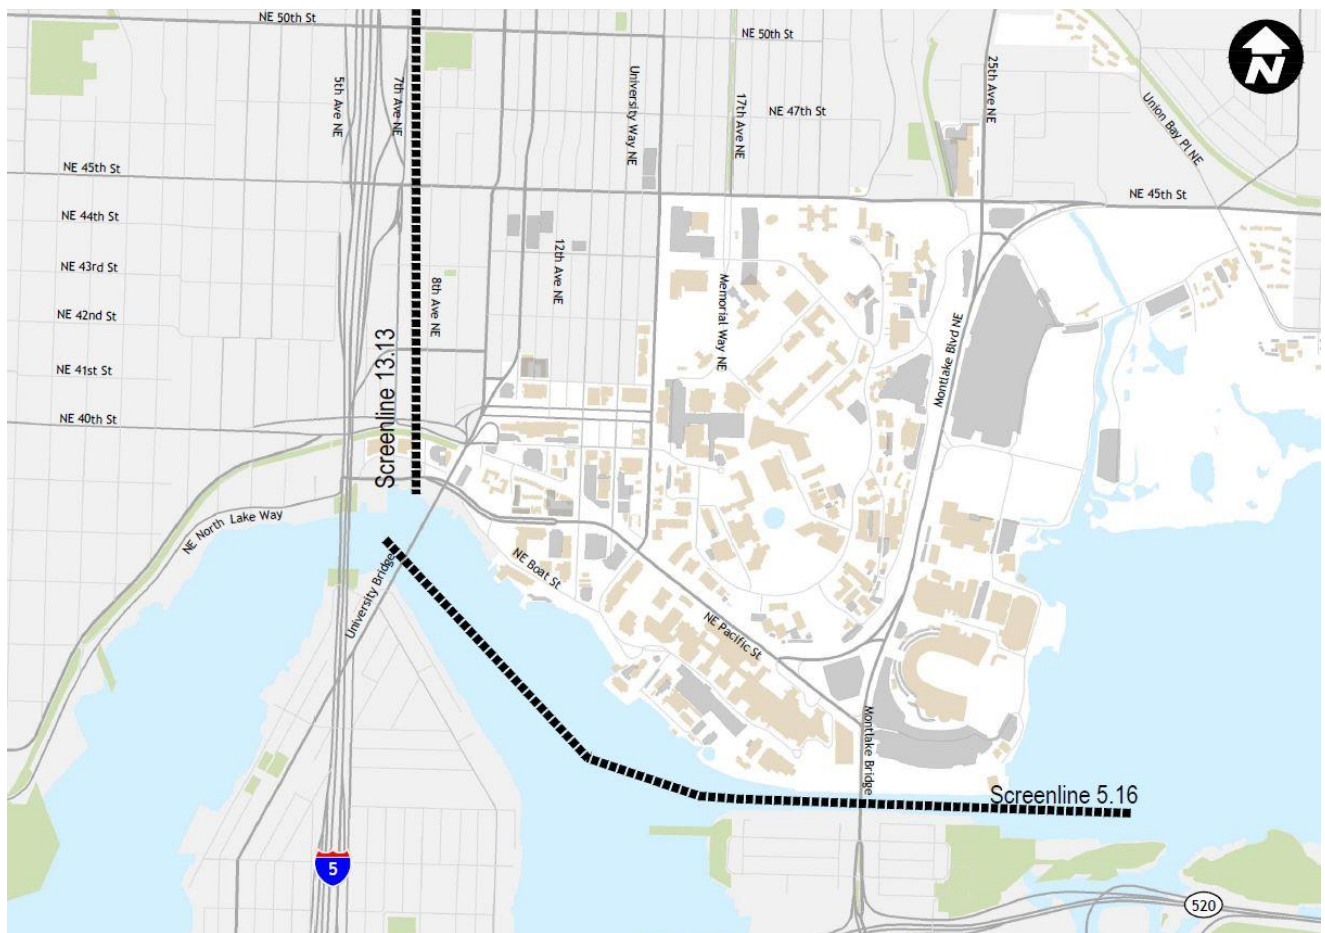 NE 50th St
NE 50th St
N
5th Ave NE
7th Ave NE
University Way NE
17th Ave NE
NE 47th St
25th Ave NE
Union Bay Pl NE
NE 45th St
NE 45th St
NE 44th St
NE 43rd St
NE 42nd St
NE 41st St
NE 40th St
8th Ave NE
12th Ave NE
Memorial Way NE
Montlake Blvd NE
Screenline 13.13
NE North Lake Way
University Bridge
NE Boat St
NE Pacific St
Montlake Bridge
Screenline 5.16
5
520